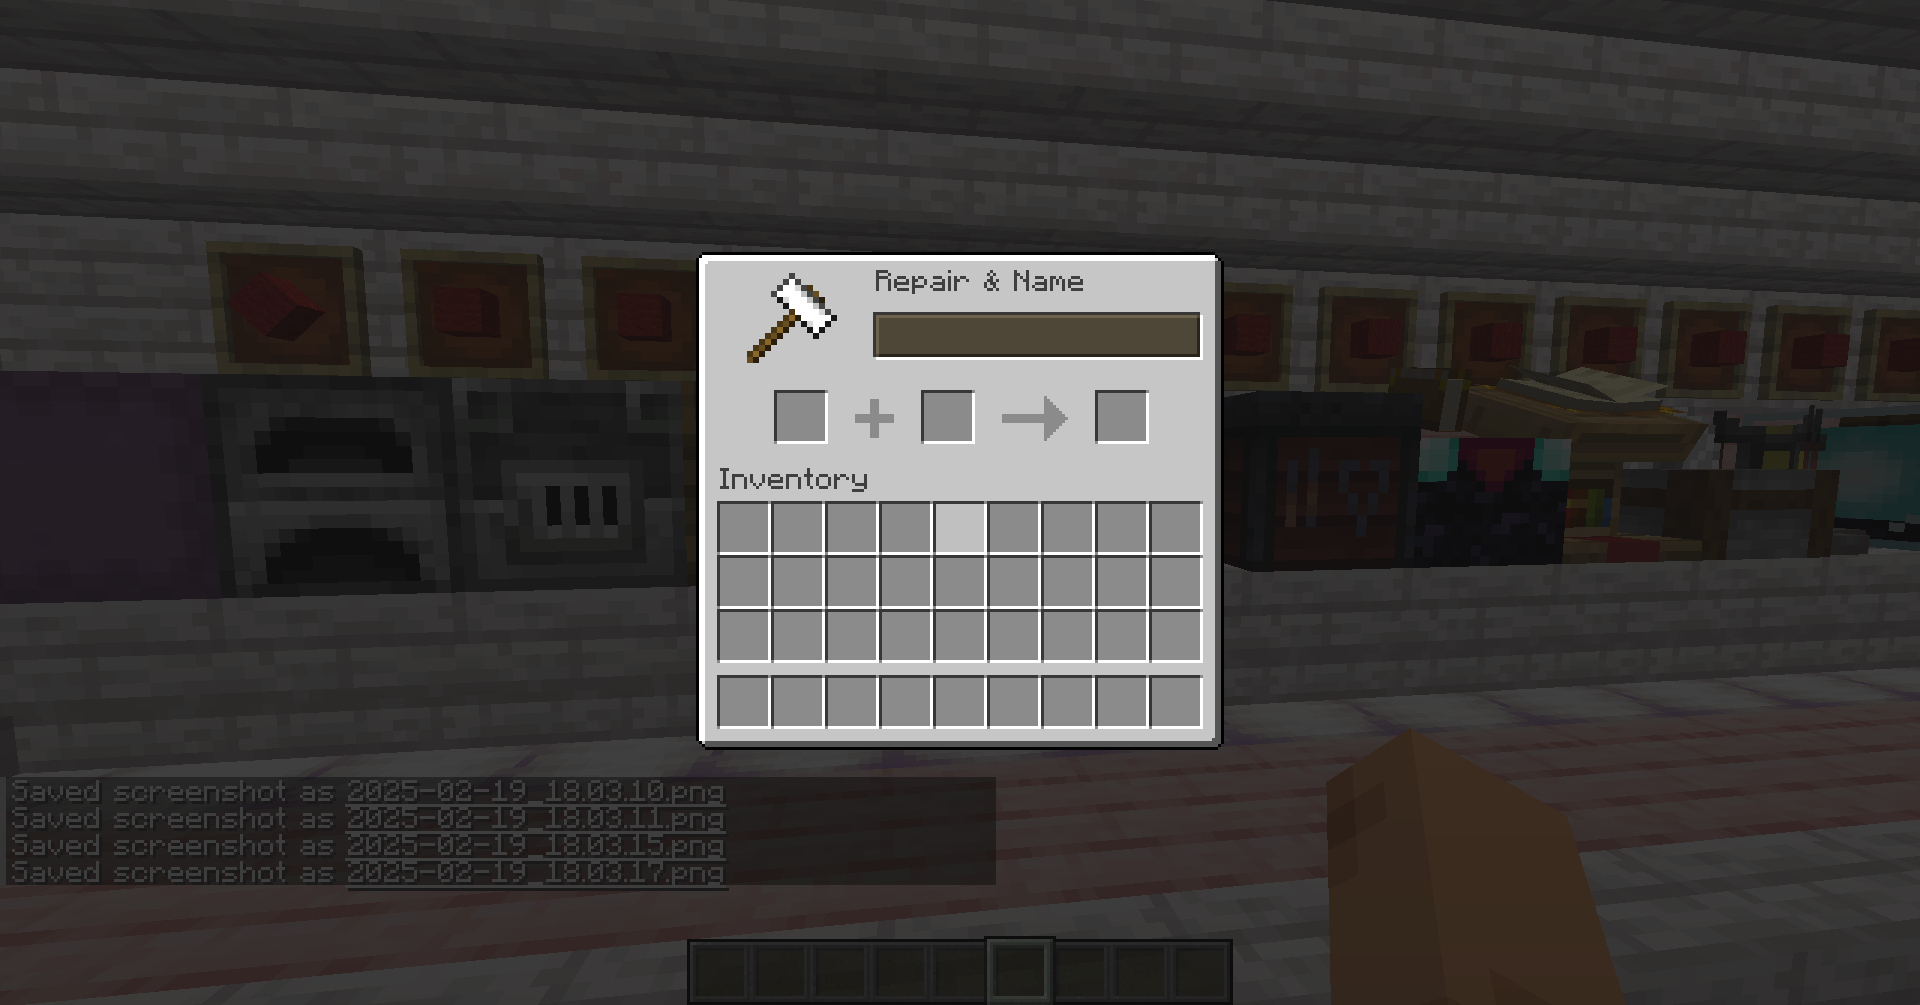 Repair & Name
Inventory
Saved screenshot as 2025-02-19_18.03.10.png
Saved screenshot as 2025-02-19_18.03.11.png
Saved screenshot as 2025-02-19_18.03.15.png
Saved screenshot as 2025-02-19_18.03.17.png